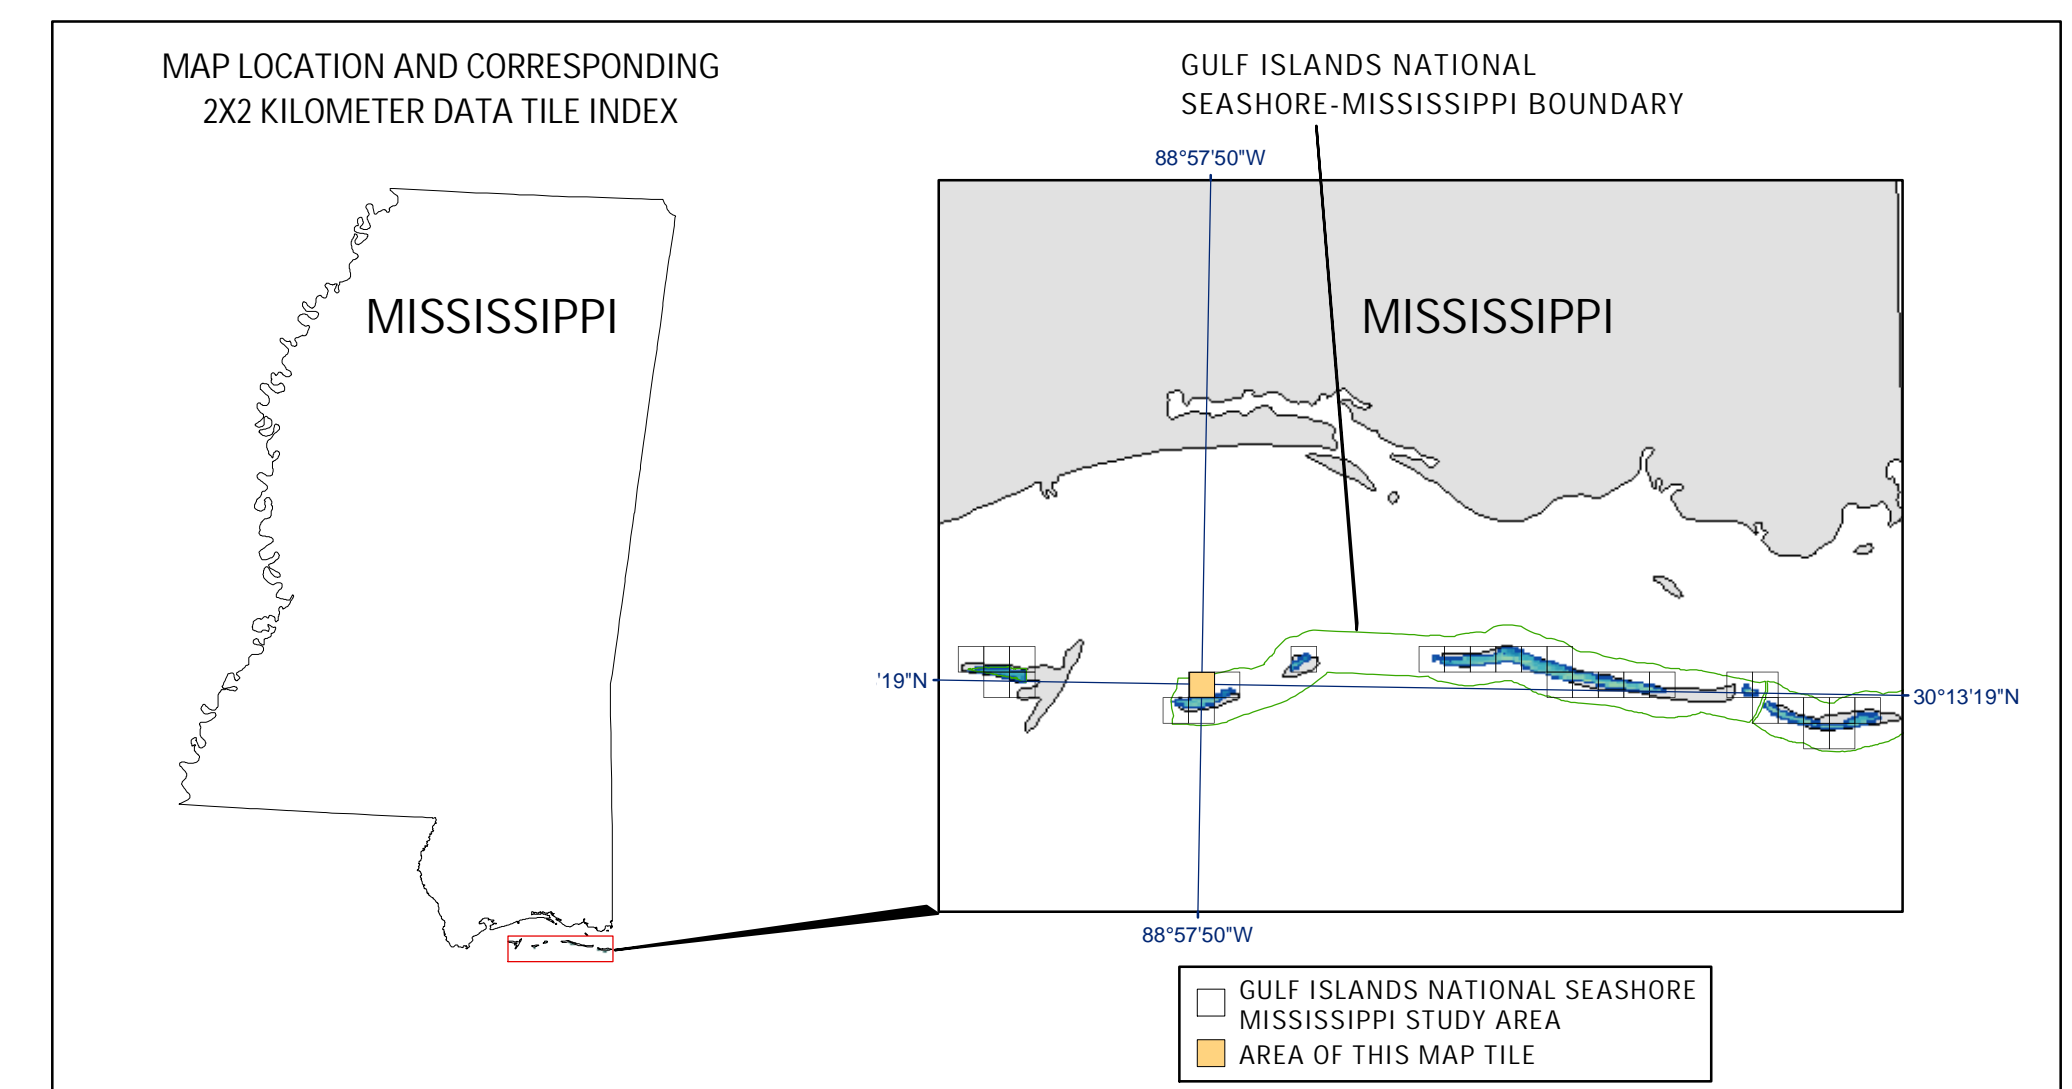 MAP LOCATION AND CORRESPONDING
2X2 KILOMETER DATA TILE INDEX
GULF ISLANDS NATIONAL
SEASHORE-MISSISSIPPI BOUNDARY
88°57'50"W
MISSISSIPPI
MISSISSIPPI
'19"N
30°13'19"N
88°57'50"W
GULF ISLANDS NATIONAL SEASHORE
MISSISSIPPI STUDY AREA
AREA OF THIS MAP TILE